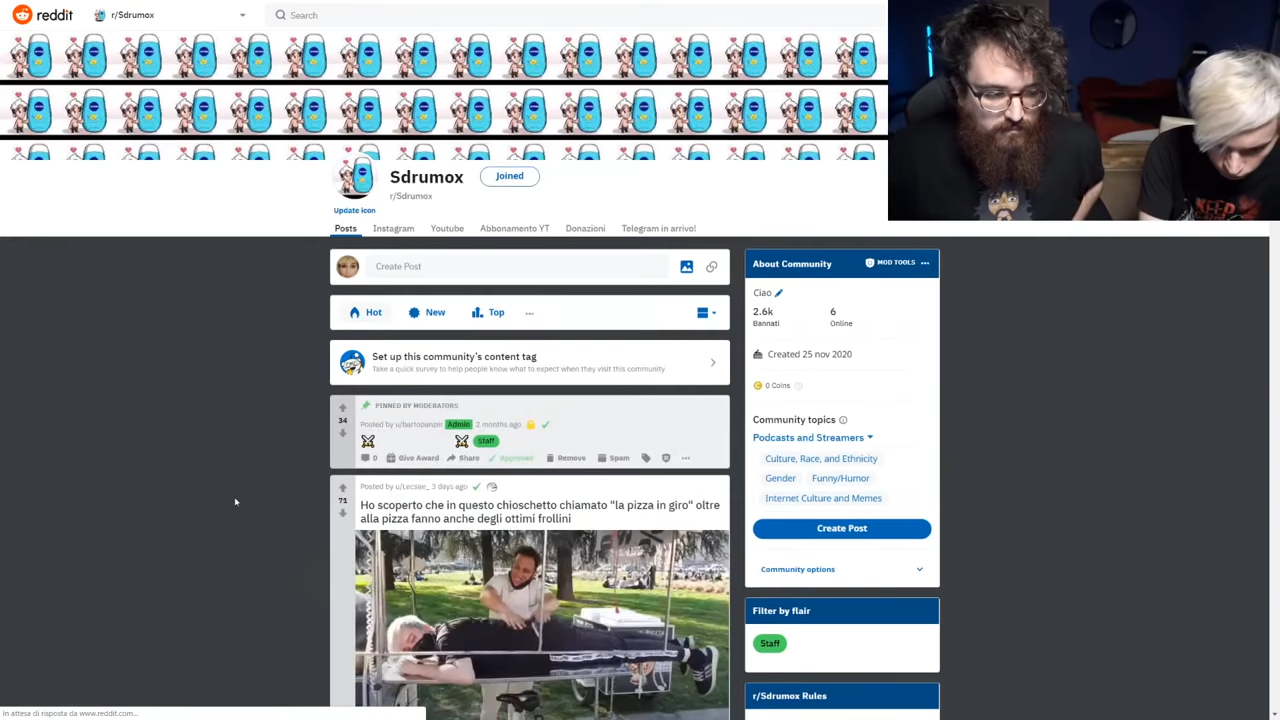 reddit r/Sdrumox Search
Sdrumox Joined
r/Sdrumox
Update icon
Posts Instagram Youtube Abbonamento YT Donazioni Telegram in arrivo!
Create Post
Hot New Top ...
Set up this community's content tag
Take a quick survey to help people know what to expect when they visit this community
PINNED BY MODERATORS
34
Posted by u/bartopanzer Admin 2 months ago
Staff
0 Give Award Share Approved Remove Spam ...
Posted by u/Lecsae_ 3 days ago
71
Ho scoperto che in questo chioschetto chiamato "la pizza in giro" oltre
alla pizza fanno anche degli ottimi frollini
About Community MOD TOOLS ...
Ciao
2.6k 6
Bannati Online
Created 25 nov 2020
0 Coins
Community topics
Podcasts and Streamers
Culture, Race, and Ethnicity
Gender Funny/Humor
Internet Culture and Memes
Create Post
Community options
Filter by flair
Staff
r/Sdrumox Rules
KEEP
In attesa di risposta da www.reddit.com...